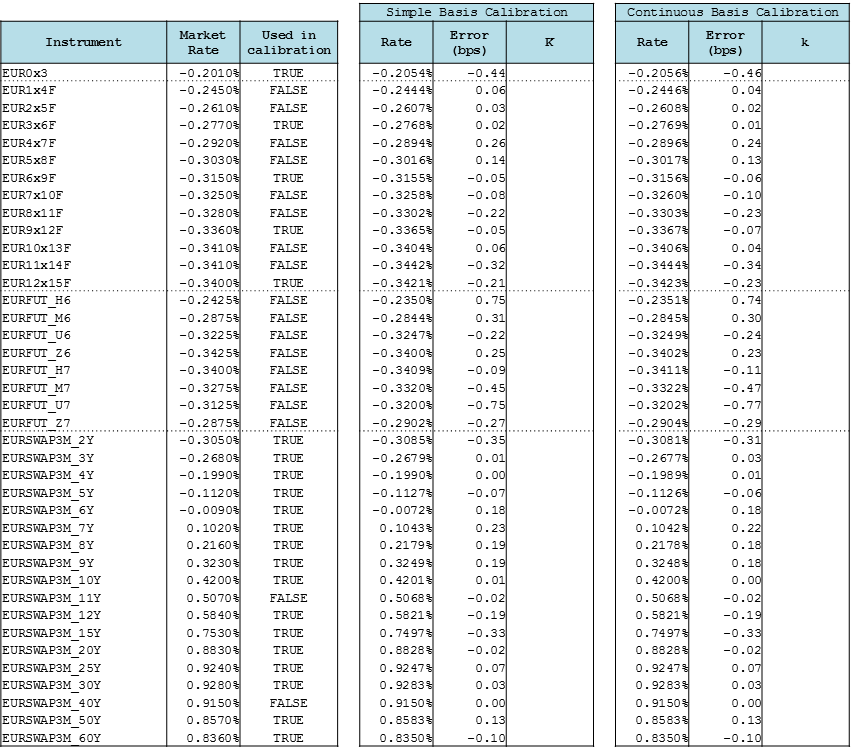 Simple Basis Calibration Continuous Basis Calibration
Instrument Market Rate Used in calibration Rate Error (bps) K Rate Error (bps) k
EUR0x3 -0.2010% TRUE -0.2054% -0.44 -0.2056% -0.46
EUR1x4F -0.2450% FALSE -0.2444% 0.06 -0.2446% 0.04
EUR2x5F -0.2610% FALSE -0.2607% 0.03 -0.2608% 0.02
EUR3x6F -0.2770% TRUE -0.2768% 0.02 -0.2769% 0.01
EUR4x7F -0.2920% FALSE -0.2894% 0.26 -0.2896% 0.24
EUR5x8F -0.3030% FALSE -0.3016% 0.14 -0.3017% 0.13
EUR6x9F -0.3150% TRUE -0.3155% -0.05 -0.3156% -0.06
EUR7x10F -0.3250% FALSE -0.3258% -0.08 -0.3260% -0.10
EUR8x11F -0.3280% FALSE -0.3302% -0.22 -0.3303% -0.23
EUR9x12F -0.3360% TRUE -0.3365% -0.05 -0.3367% -0.07
EUR10x13F -0.3410% FALSE -0.3404% 0.06 -0.3406% 0.04
EUR11x14F -0.3410% FALSE -0.3442% -0.32 -0.3444% -0.34
EUR12x15F -0.3400% TRUE -0.3421% -0.21 -0.3423% -0.23
EURFUT_H6 -0.2425% FALSE -0.2350% 0.75 -0.2351% 0.74
EURFUT_M6 -0.2875% FALSE -0.2844% 0.31 -0.2845% 0.30
EURFUT_U6 -0.3225% FALSE -0.3247% -0.22 -0.3249% -0.24
EURFUT_Z6 -0.3425% FALSE -0.3400% 0.25 -0.3402% 0.23
EURFUT_H7 -0.3400% FALSE -0.3409% -0.09 -0.3411% -0.11
EURFUT_M7 -0.3275% FALSE -0.3320% -0.45 -0.3322% -0.47
EURFUT_U7 -0.3125% FALSE -0.3200% -0.75 -0.3202% -0.77
EURFUT_Z7 -0.2875% FALSE -0.2902% -0.27 -0.2904% -0.29
EURSWAP3M_2Y -0.3050% TRUE -0.3085% -0.35 -0.3081% -0.31
EURSWAP3M_3Y -0.2680% TRUE -0.2679% 0.01 -0.2677% 0.03
EURSWAP3M_4Y -0.1990% TRUE -0.1990% 0.00 -0.1989% 0.01
EURSWAP3M_5Y -0.1120% TRUE -0.1127% -0.07 -0.1126% -0.06
EURSWAP3M_6Y -0.0090% TRUE -0.0072% 0.18 -0.0072% 0.18
EURSWAP3M_7Y 0.1020% TRUE 0.1043% 0.23 0.1042% 0.22
EURSWAP3M_8Y 0.2160% TRUE 0.2179% 0.19 0.2178% 0.18
EURSWAP3M_9Y 0.3230% TRUE 0.3249% 0.19 0.3248% 0.18
EURSWAP3M_10Y 0.4200% TRUE 0.4201% 0.01 0.4200% 0.00
EURSWAP3M_11Y 0.5070% FALSE 0.5068% -0.02 0.5068% -0.02
EURSWAP3M_12Y 0.5840% TRUE 0.5821% -0.19 0.5821% -0.19
EURSWAP3M_15Y 0.7530% TRUE 0.7497% -0.33 0.7497% -0.33
EURSWAP3M_20Y 0.8830% TRUE 0.8828% -0.02 0.8828% -0.02
EURSWAP3M_25Y 0.9240% TRUE 0.9247% 0.07 0.9247% 0.07
EURSWAP3M_30Y 0.9280% TRUE 0.9283% 0.03 0.9283% 0.03
EURSWAP3M_40Y 0.9150% FALSE 0.9150% 0.00 0.9150% 0.00
EURSWAP3M_50Y 0.8570% TRUE 0.8583% 0.13 0.8583% 0.13
EURSWAP3M_60Y 0.8360% TRUE 0.8350% -0.10 0.8350% -0.10